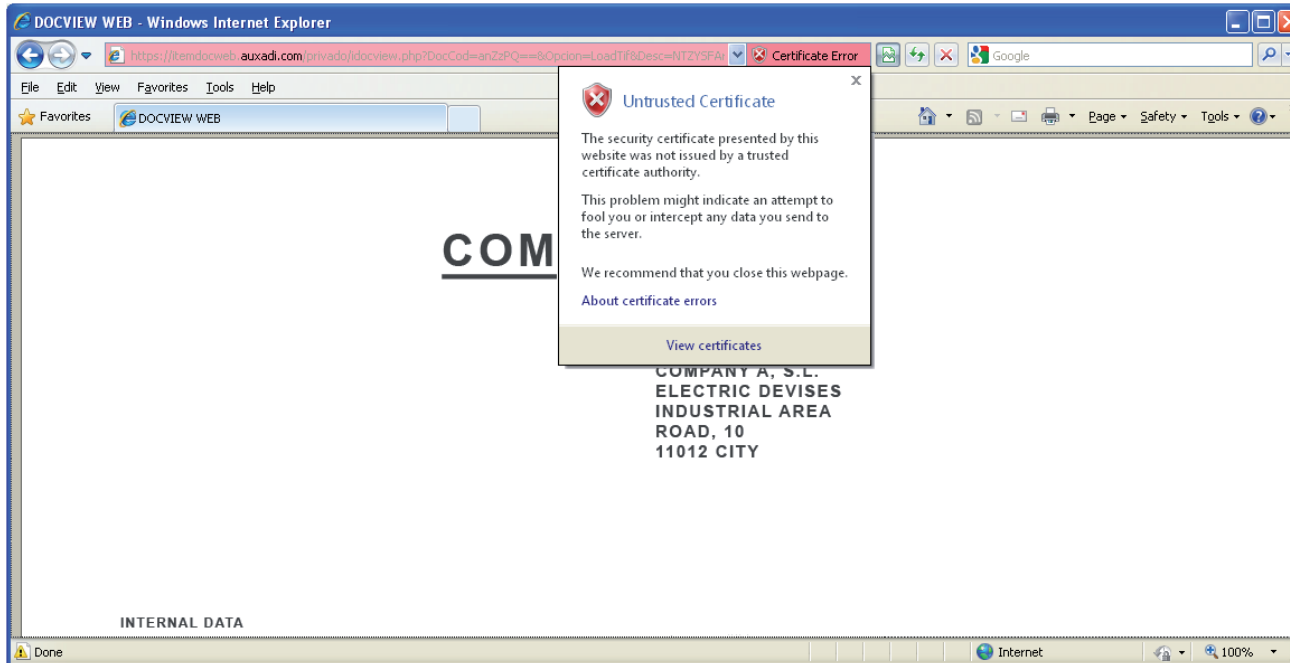 DOCVIEW WEB - Windows Internet Explorer
https://itemdocweb.auxadi.com/privado/idocview.php?DocCod=anZzPQ==&Opcion=LoadTif&Desc=NTZYSFA Certificate Error Google
File Edit View Favorites Tools Help
Favorites DOCVIEW WEB Page Safety Tools
x
Untrusted Certificate
The security certificate presented by this
website was not issued by a trusted
certificate authority.
This problem might indicate an attempt to
fool you or intercept any data you send to
the server.
We recommend that you close this webpage.
About certificate errors
View certificates
COM
COMPANY A, S.L.
ELECTRIC DEVISES
INDUSTRIAL AREA
ROAD, 10
11012 CITY
INTERNAL DATA
Done Internet 100%